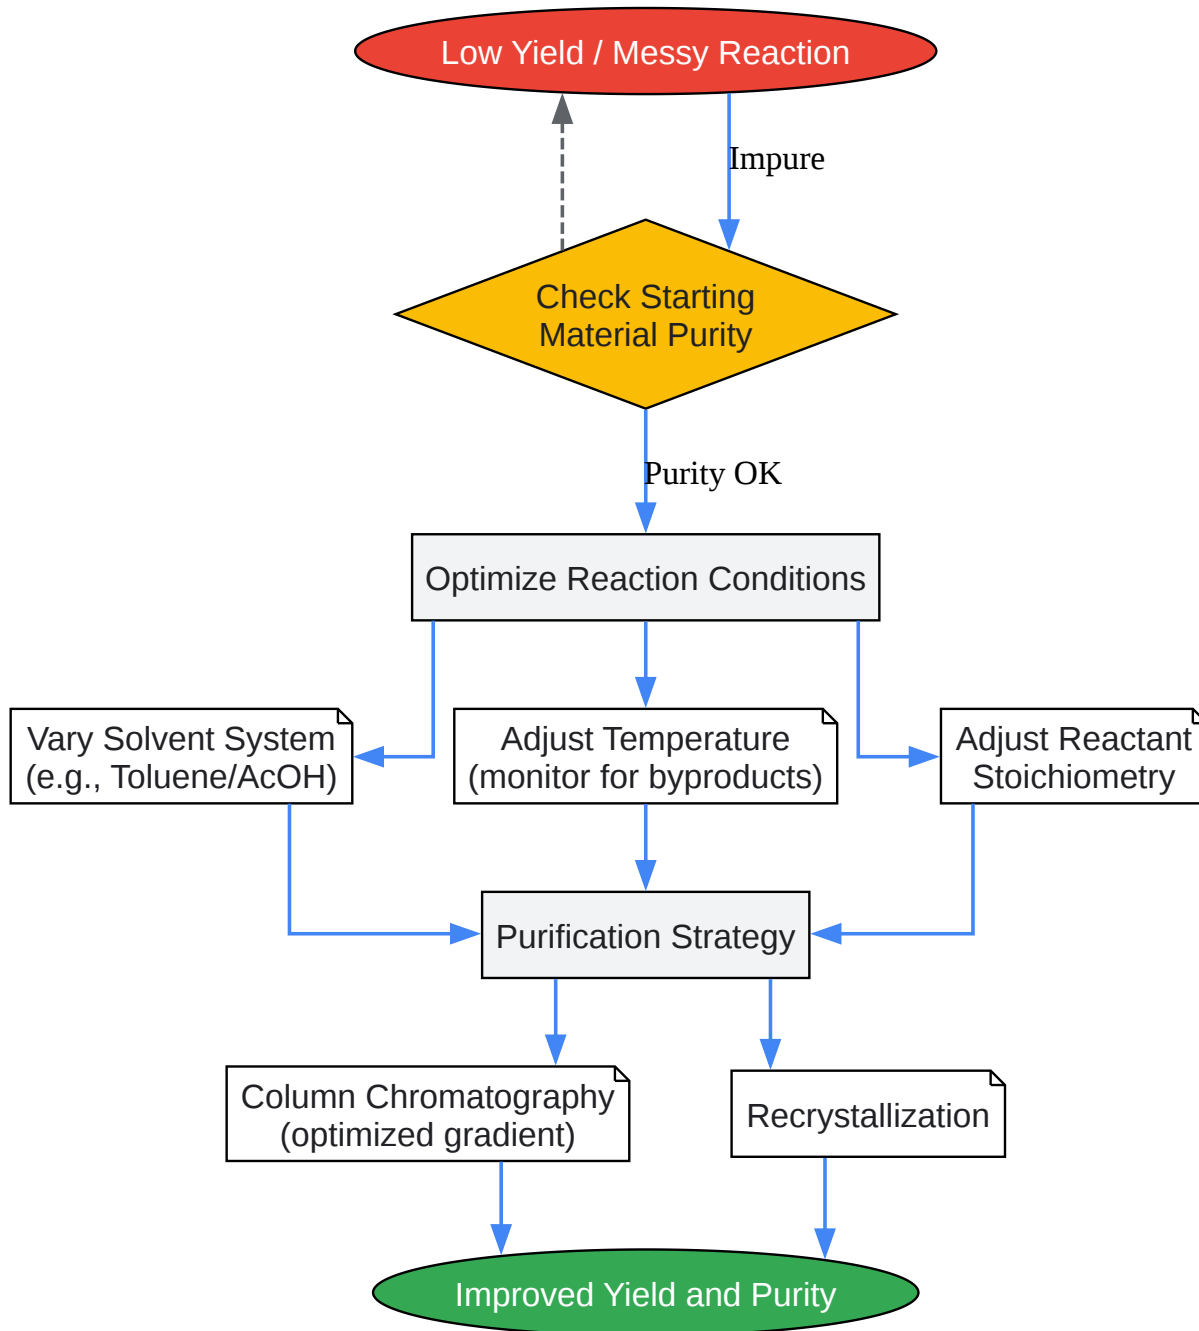 Low Yield / Messy Reaction
Impure
Check Starting
Material Purity
Purity OK
Optimize Reaction Conditions
Vary Solvent System
(e.g., Toluene/AcOH)
Adjust Temperature
(monitor for byproducts)
Adjust Reactant
Stoichiometry
Purification Strategy
Column Chromatography
(optimized gradient)
Recrystallization
Improved Yield and Purity